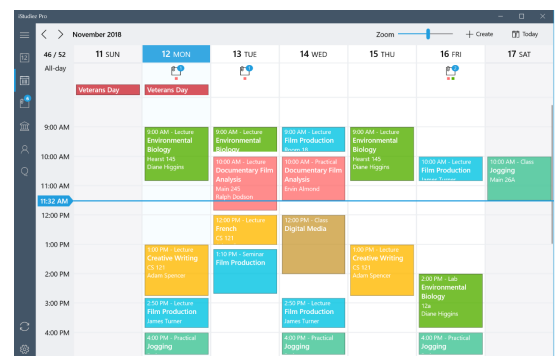 iStudiez Pro
November 2018
Zoom
Create
Today
46 / 52
11 SUN
12 MON
13 TUE
14 WED
15 THU
16 FRI
17 SAT
All-day
Veterans Day
Veterans Day
9:00 AM
10:00 AM
11:00 AM
11:32 AM
12:00 PM
1:00 PM
2:00 PM
3:00 PM
4:00 PM
9:00 AM - Lecture
Environmental
Biology
Hearst 145
Diane Higgins
1:00 PM - Lecture
Creative Writing
CS 121
Adam Spencer
2:50 PM - Lecture
Film Production
James Turner
4:00 PM - Practical
Jogging
9:00 AM - Lecture
Environmental
Biology
10:00 AM - Lecture
Documentary Film
Analysis
Main 245
Ralph Dodson
12:00 PM - Lecture
French
CS 121
1:10 PM - Seminar
Film Production
9:00 AM - Lecture
Film Production
Room 18
10:00 AM - Practical
Documentary Film
Analysis
Ervin Almond
12:00 PM - Class
Digital Media
2:50 PM - Lecture
Film Production
James Turner
4:00 PM - Practical
Jogging
9:00 AM - Lecture
Environmental
Biology
Hearst 145
Diane Higgins
1:00 PM - Lecture
Creative Writing
CS 121
Adam Spencer
10:00 AM - Lecture
Film Production
James Turner
2:00 PM - Lab
Environmental
Biology
12a
Diane Higgins
4:00 PM - Practical
Jogging
10:00 AM - Class
Jogging
Main 26A